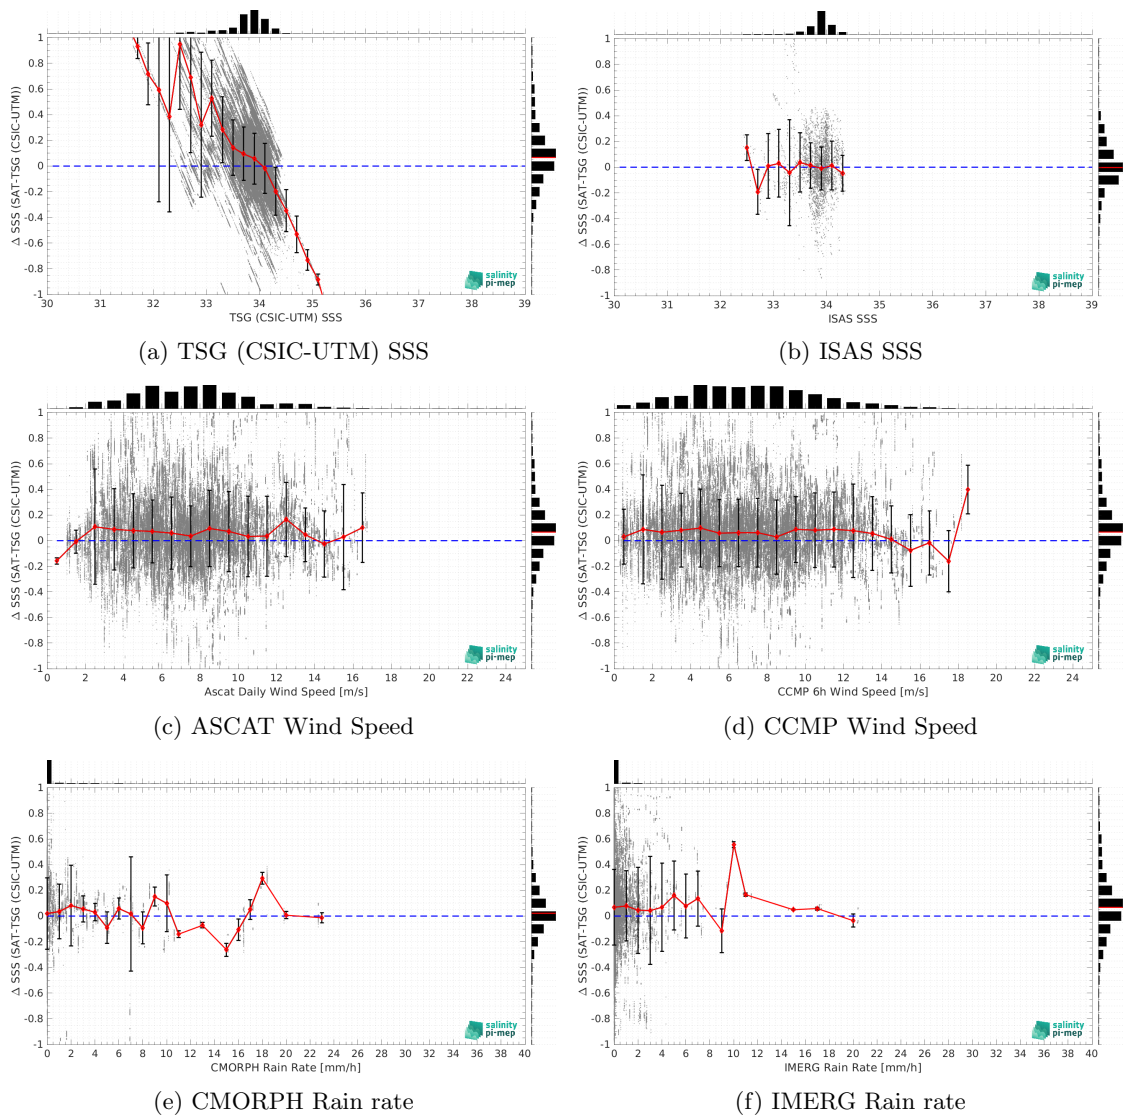 1
0.8
0.6
0.4
0.2
0
-0.2
-0.4
-0.6
-0.8
-1
Δ SSS (SAT-TSG (CSIC-UTM))
30 31 32 33 34 35 36 37 38 39
TSG (CSIC-UTM) SSS
salinity
pi-mep
(a) TSG (CSIC-UTM) SSS
1
0.8
0.6
0.4
0.2
0
-0.2
-0.4
-0.6
-0.8
-1
Δ SSS (SAT-TSG (CSIC-UTM))
30 31 32 33 34 35 36 37 38 39
ISAS SSS
salinity
pi-mep
(b) ISAS SSS
1
0.8
0.6
0.4
0.2
0
-0.2
-0.4
-0.6
-0.8
-1
Δ SSS (SAT-TSG (CSIC-UTM))
0 2 4 6 8 10 12 14 16 18 20 22 24
Ascat Daily Wind Speed [m/s]
salinity
pi-mep
(c) ASCAT Wind Speed
1
0.8
0.6
0.4
0.2
0
-0.2
-0.4
-0.6
-0.8
-1
Δ SSS (SAT-TSG (CSIC-UTM))
0 2 4 6 8 10 12 14 16 18 20 22 24
CCMP 6h Wind Speed [m/s]
salinity
pi-mep
(d) CCMP Wind Speed
1
0.8
0.6
0.4
0.2
0
-0.2
-0.4
-0.6
-0.8
-1
Δ SSS (SAT-TSG (CSIC-UTM))
0 2 4 6 8 10 12 14 16 18 20 22 24 26 28 30 32 34 36 38 40
CMORPH Rain Rate [mm/h]
salinity
pi-mep
(e) CMORPH Rain rate
1
0.8
0.6
0.4
0.2
0
-0.2
-0.4
-0.6
-0.8
-1
Δ SSS (SAT-TSG (CSIC-UTM))
0 2 4 6 8 10 12 14 16 18 20 22 24 26 28 30 32 34 36 38 40
IMERG Rain Rate [mm/h]
salinity
pi-mep
(f) IMERG Rain rate